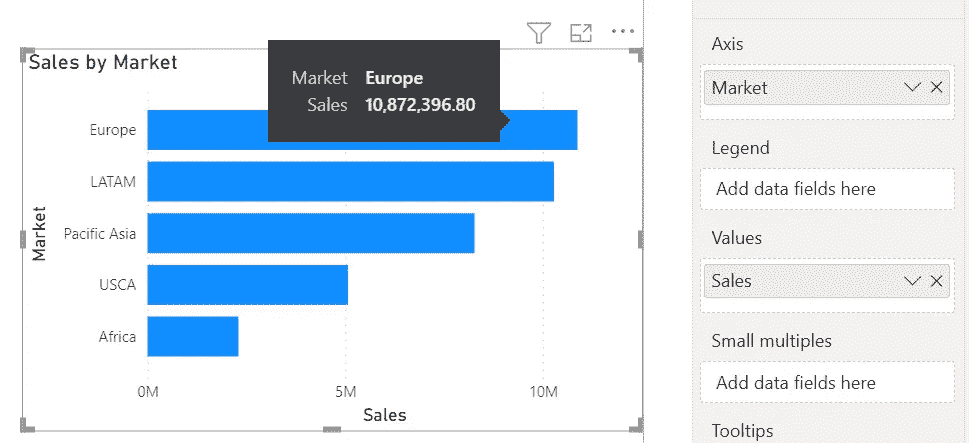 Sales by Market
Market Europe
Sales 10,872,396.80
Market
Europe
LATAM
Pacific Asia
USCA
Africa
0M 5M 10M
Sales
Axis
Market
Legend
Add data fields here
Values
Sales
Small multiples
Add data fields here
Tooltips